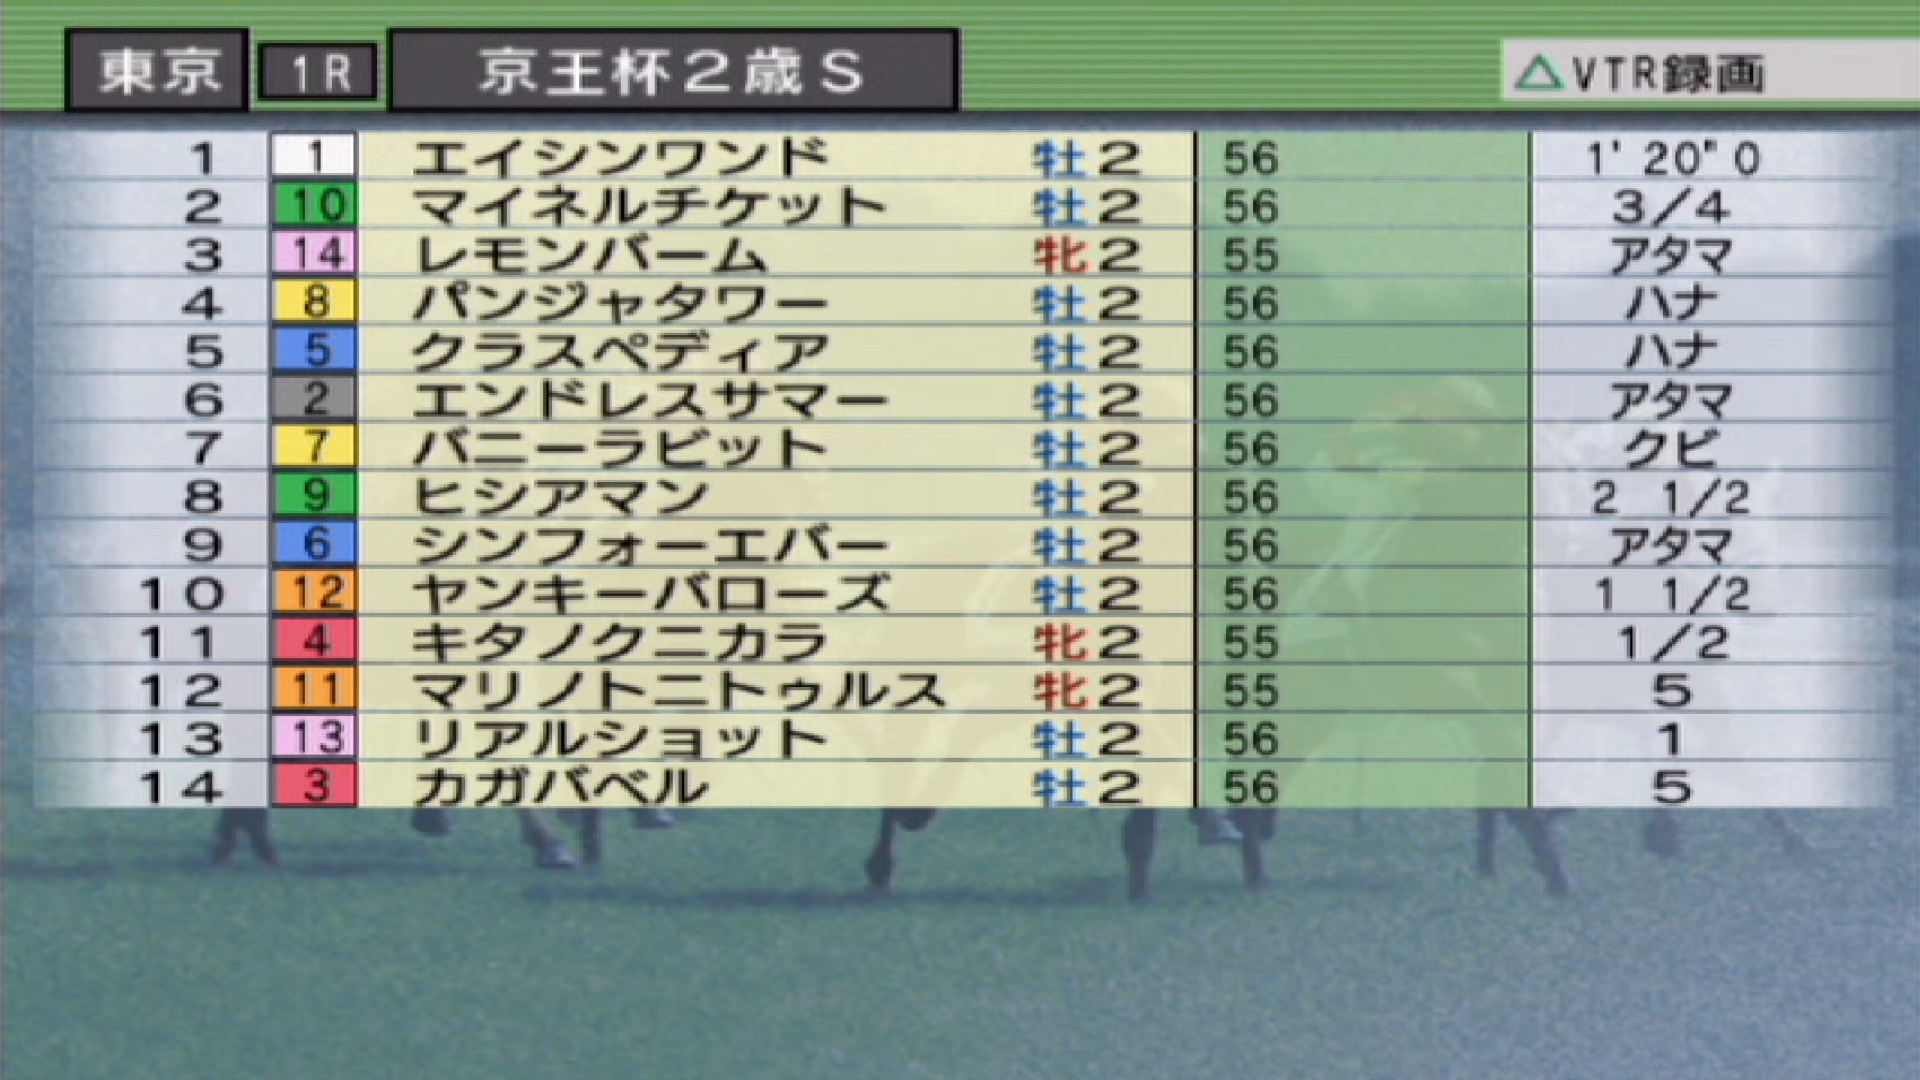 東京 1R 京王杯2歳S △VTR録画
1 1 エイシンワンド 牡2 56 1'20"0
2 10 マイネルチケット 牡2 56 3/4
3 14 レモンバーム 牝2 55 アタマ
4 8 パンジャタワー 牡2 56 ハナ
5 5 クラスペディア 牡2 56 ハナ
6 2 エンドレスサマー 牡2 56 アタマ
7 7 バニーラビット 牡2 56 クビ
8 9 ヒシアマン 牡2 56 2 1/2
9 6 シンフォーエバー 牡2 56 アタマ
10 12 ヤンキーバローズ 牡2 56 1 1/2
11 4 キタノクニカラ 牝2 55 1/2
12 11 マリノトニトゥルス 牝2 55 5
13 13 リアルショット 牡2 56 1
14 3 カガバベル 牡2 56 5